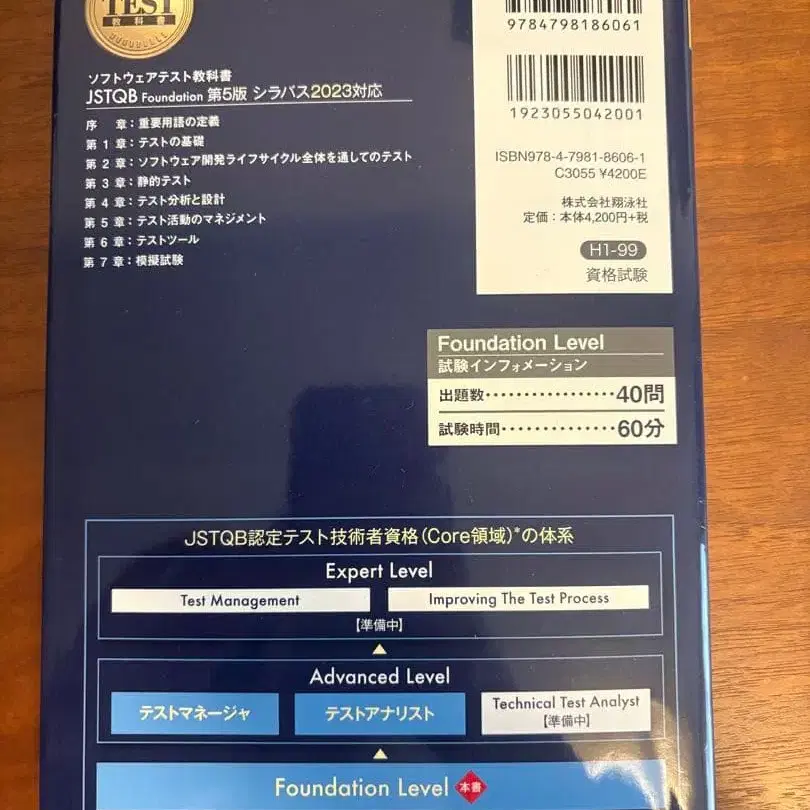 TEST
教科書
ソフトウェアテスト教科書
JSTQB Foundation 第5版 シラバス2023対応
序 章：重要用語の定義
第 1 章：テストの基礎
第 2 章：ソフトウェア開発ライフサイクル全体を通してのテスト
第 3 章：静的テスト
第 4 章：テスト分析と設計
第 5 章：テスト活動のマネジメント
第 6 章：テストツール
第 7 章：模擬試験
9784798186061
1923055042001
ISBN978-4-7981-8606-1
C3055 ¥4200E
株式会社翔泳社
定価：本体4,200円+税
H1-99
資格試験
Foundation Level
試験インフォメーション
出題数・・・・・・・・・・・・・・・・・40問
試験時間・・・・・・・・・・・・・・・60分
JSTQB認定テスト技術者資格（Core領域）*の体系
Expert Level
Test Management
Improving The Test Process
【準備中】
Advanced Level
テストマネージャ
テストアナリスト
Technical Test Analyst
【準備中】
Foundation Level 本書